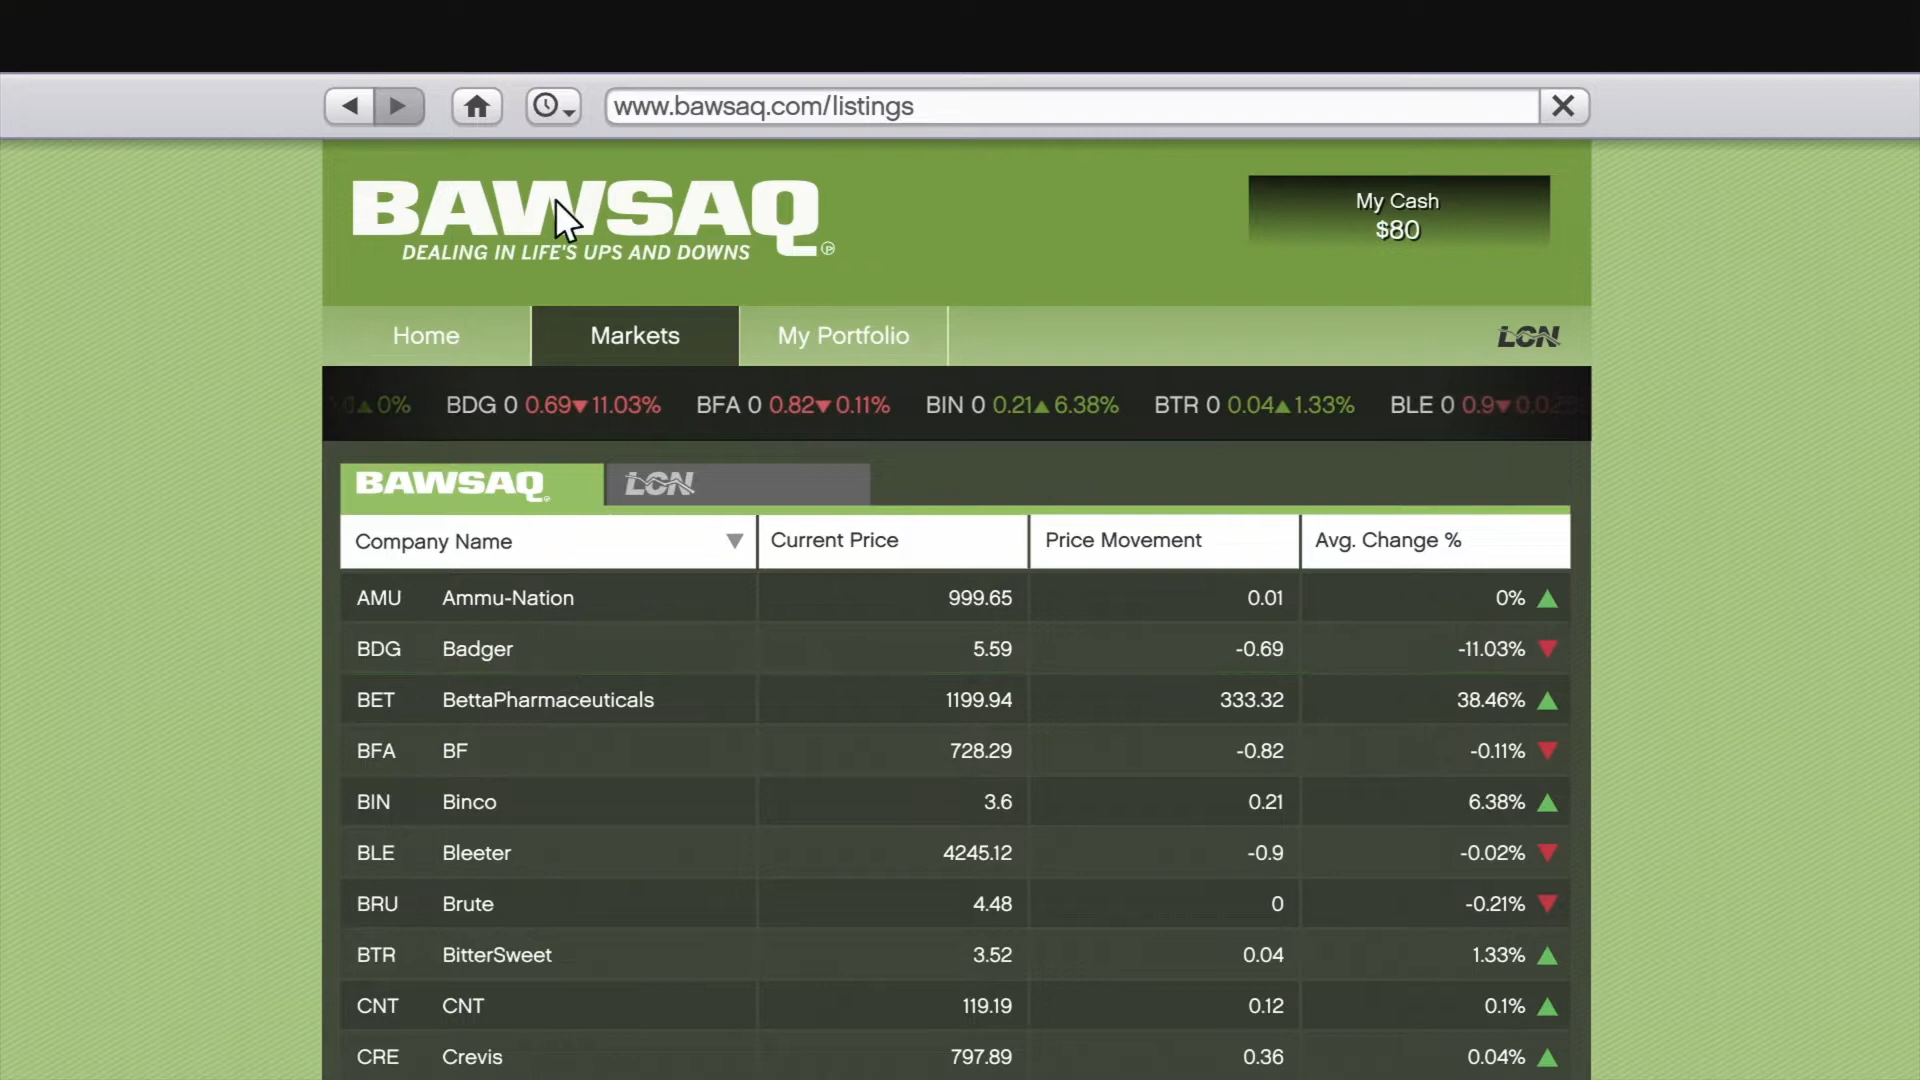 www.bawsaq.com/listings
BAWSAQ
DEALING IN LIFE'S UPS AND DOWNS
My Cash
$80
Home Markets My Portfolio LCN
▲0% BDG 0 0.69▼11.03% BFA 0 0.82▼0.11% BIN 0 0.21▲6.38% BTR 0 0.04▲1.33% BLE 0 0.9▼
BAWSAQ LCN
Company Name ▼ Current Price Price Movement Avg. Change %
AMU Ammu-Nation 999.65 0.01 0% ▲
BDG Badger 5.59 -0.69 -11.03% ▼
BET BettaPharmaceuticals 1199.94 333.32 38.46% ▲
BFA BF 728.29 -0.82 -0.11% ▼
BIN Binco 3.6 0.21 6.38% ▲
BLE Bleeter 4245.12 -0.9 -0.02% ▼
BRU Brute 4.48 0 -0.21% ▼
BTR BitterSweet 3.52 0.04 1.33% ▲
CNT CNT 119.19 0.12 0.1% ▲
CRE Crevis 797.89 0.36 0.04% ▲